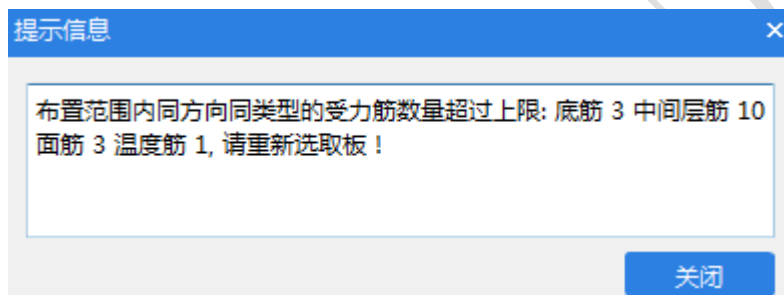 提示信息
布置范围内同方向同类型的受力筋数量超过上限: 底筋 3 中间层筋 10
面筋 3 温度筋 1, 请重新选取板！
关闭